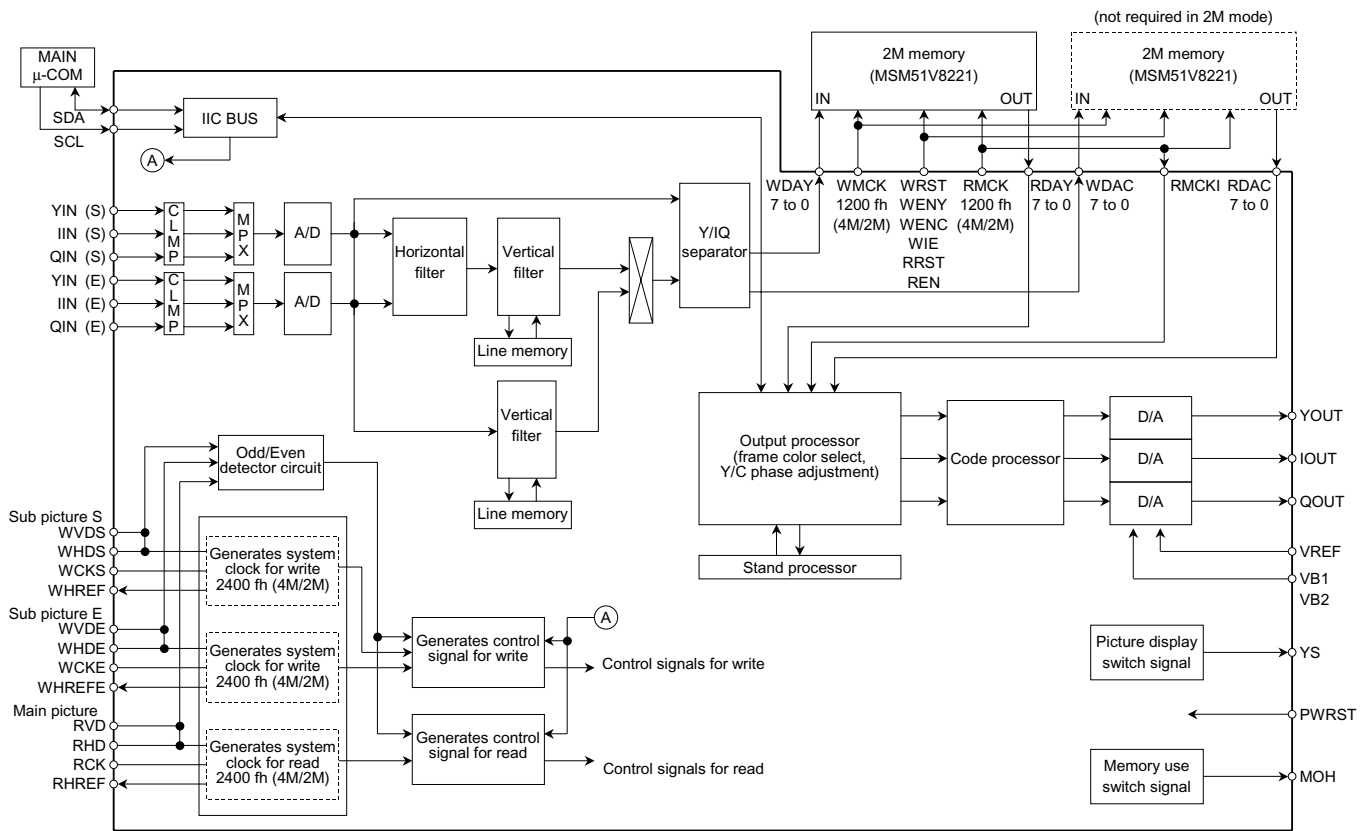 (not required in 2M mode)
MAIN
μ-COM
2M memory
(MSM51V8221)
IN
OUT
2M memory
(MSM51V8221)
IN
OUT
SDA
SCL
IIC BUS
A
WDAY
7 to 0
WMCK
1200 fh
(4M/2M)
WRST
WENY
WENC
WIE
RRST
REN
RMCK
1200 fh
(4M/2M)
RDAY
7 to 0
WDAC
7 to 0
RMCKI
RDAC
7 to 0
YIN (S)
IIN (S)
QIN (S)
YIN (E)
IIN (E)
QIN (E)
CLMP
MPX
A/D
CLMP
MPX
A/D
Horizontal
filter
Vertical
filter
Line memory
Y/IQ
separator
Vertical
filter
Line memory
Output processor
(frame color select,
Y/C phase adjustment)
Stand processor
Code processor
D/A
D/A
D/A
YOUT
IOUT
QOUT
VREF
VB1
VB2
Odd/Even
detector circuit
Sub picture S
WVDS
WHDS
WCKS
WHREF
Sub picture E
WVDE
WHDE
WCKE
WHREFE
Main picture
RVD
RHD
RCK
RHREF
Generates system
clock for write
2400 fh (4M/2M)
Generates system
clock for write
2400 fh (4M/2M)
Generates system
clock for read
2400 fh (4M/2M)
A
Generates control
signal for write
Control signals for write
Generates control
signal for read
Control signals for read
Picture display
switch signal
YS
PWRST
Memory use
switch signal
MOH